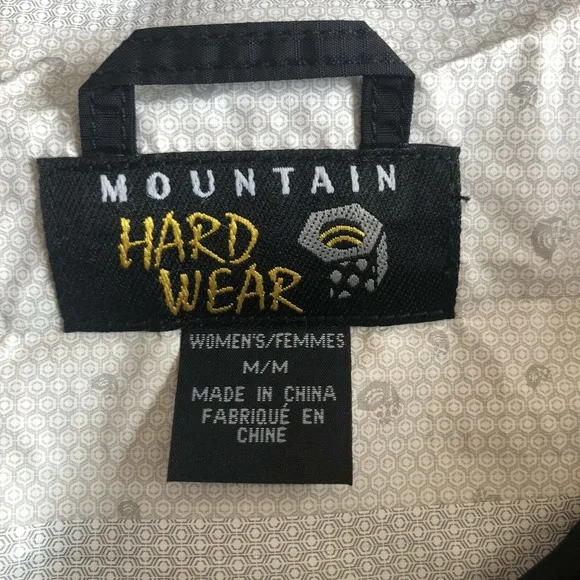 MOUNTAIN
HARD
WEAR
WOMEN'S/FEMMES
M/M
MADE IN CHINA
FABRIQUÉ EN
CHINE